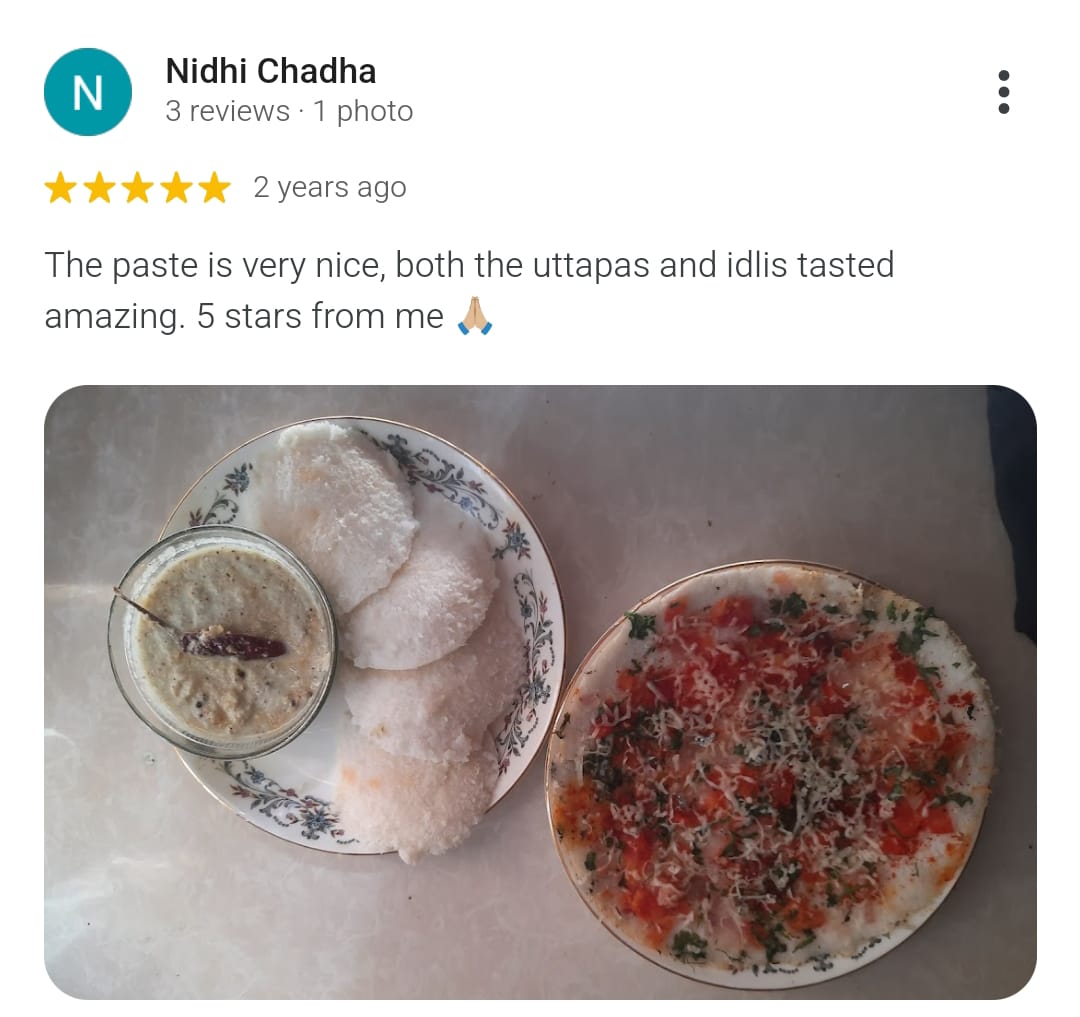 N
Nidhi Chadha
3 reviews · 1 photo
2 years ago
The paste is very nice, both the uttapas and idlis tasted
amazing. 5 stars from me 🙏🏼